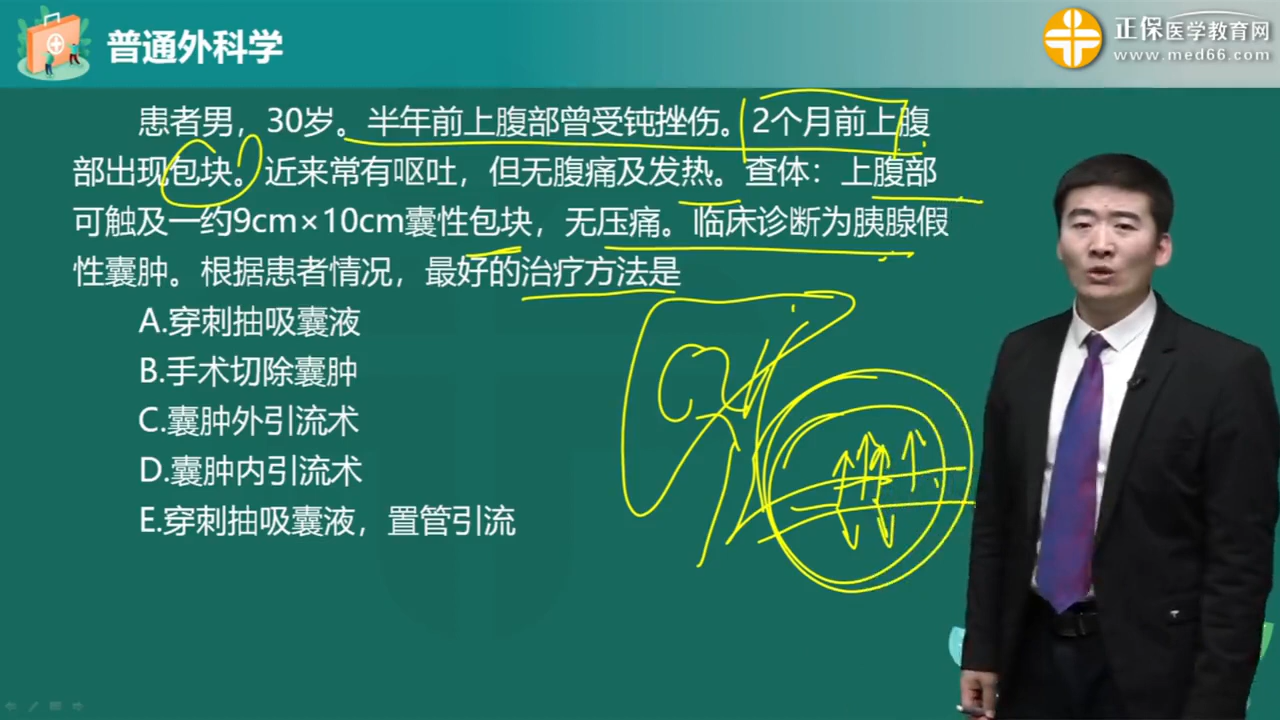 普通外科学
正保医学教育网
www.med66.com
患者男，30岁。半年前上腹部曾受钝挫伤。2个月前上腹
部出现包块。近来常有呕吐，但无腹痛及发热。查体：上腹部
可触及一约9cm×10cm囊性包块，无压痛。临床诊断为胰腺假
性囊肿。根据患者情况，最好的治疗方法是
A.穿刺抽吸囊液
B.手术切除囊肿
C.囊肿外引流术
D.囊肿内引流术
E.穿刺抽吸囊液，置管引流